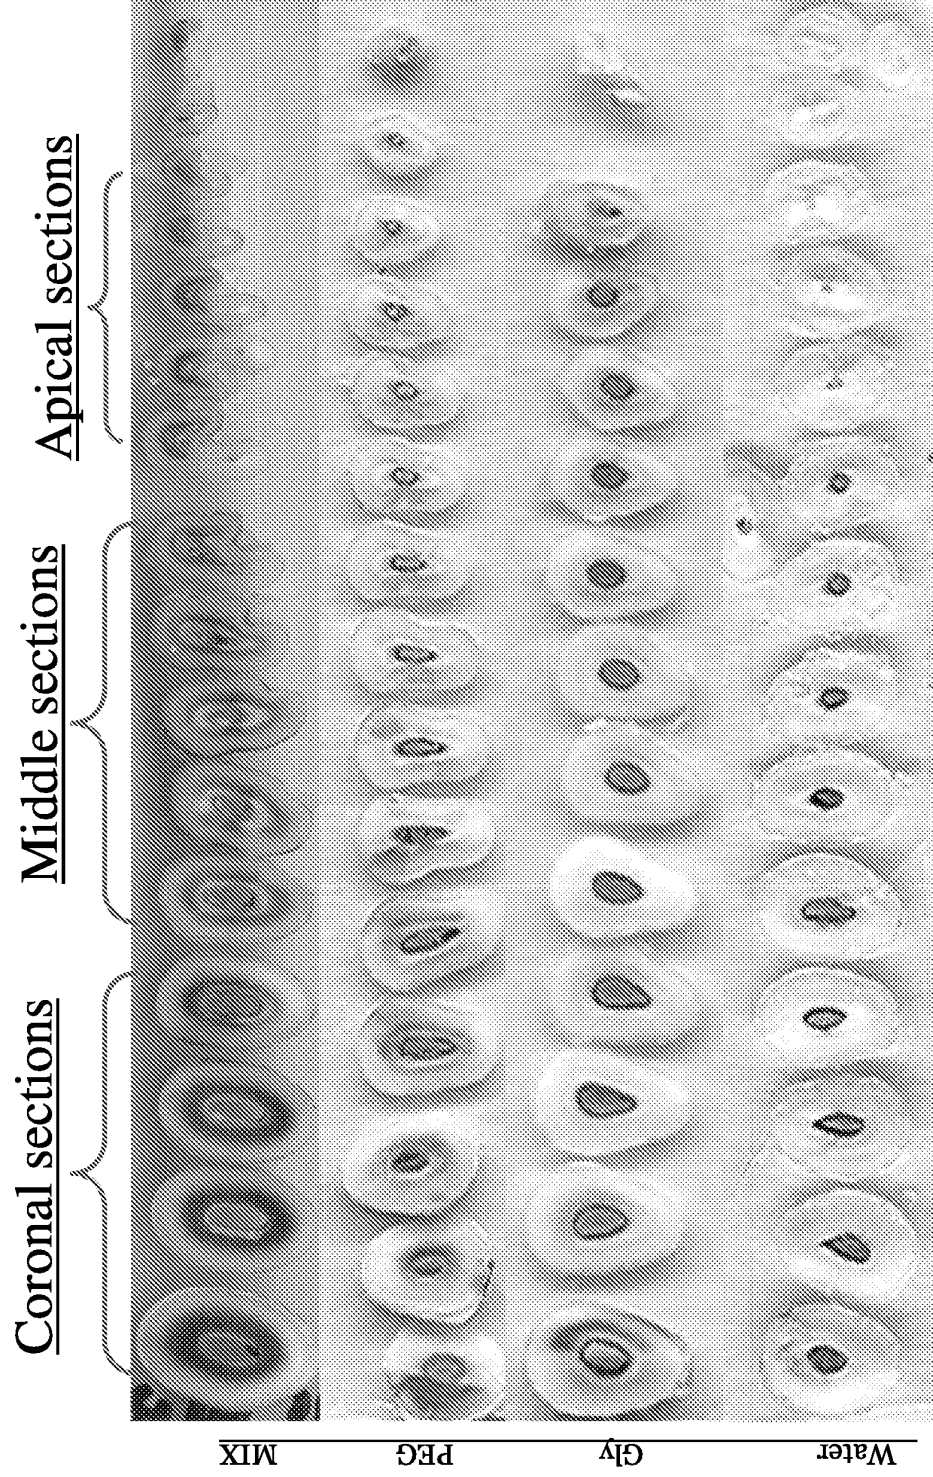 Coronal sections
Middle sections
Apical sections
MIX
PEG
Gly
Water